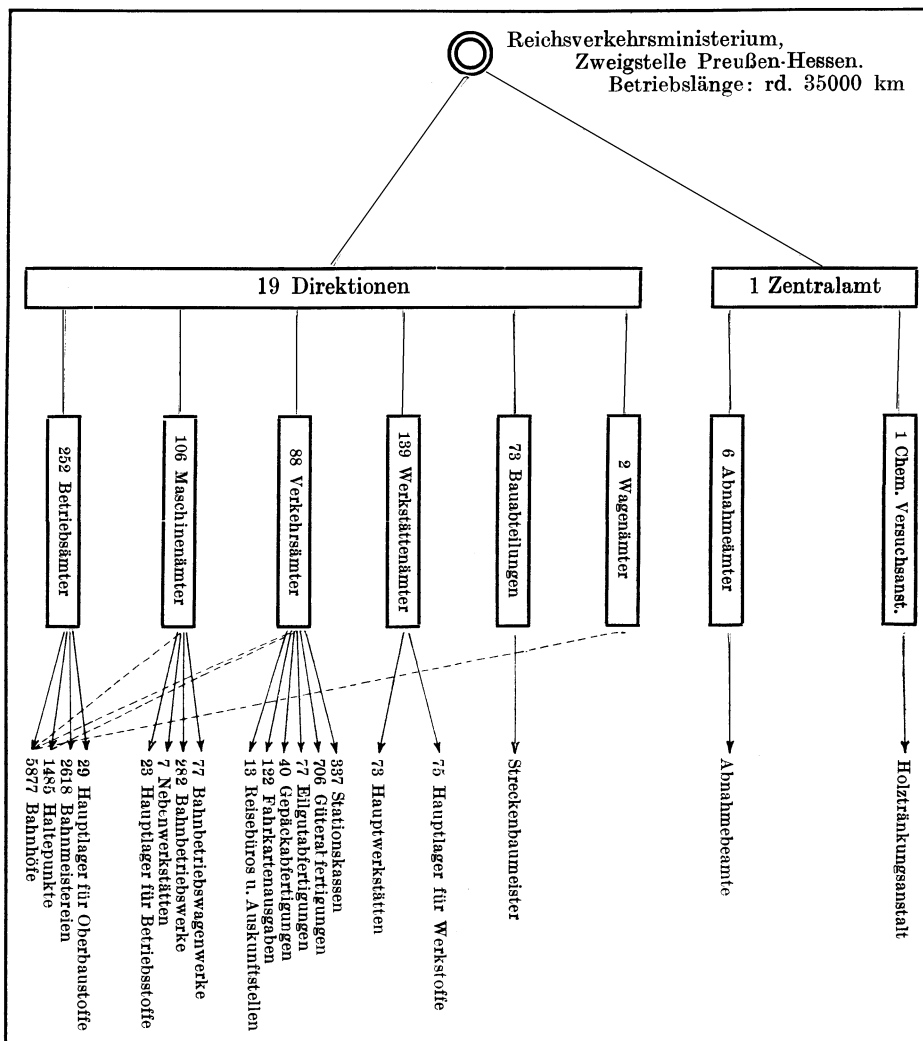 Reichsverkehrsministerium,
Zweigstelle Preußen-Hessen.
Betriebslänge: rd. 35000 km
19 Direktionen
1 Zentralamt
252 Betriebsämter
106 Maschinenämter
88 Verkehrsämter
139 Werkstättenämter
73 Bauabteilungen
2 Wagenämter
6 Abnahmeämter
1 Chem. Versuchsanst.
5877 Bahnhöfe
1485 Haltepunkte
2618 Bahnmeistereien
29 Hauptlager für Oberbaustoffe
23 Hauptlager für Betriebsstoffe
7 Nebenwerkstätten
282 Bahnbetriebswerke
77 Bahnbetriebswagenwerke
13 Reisebüros u. Auskunftstellen
122 Fahrkartenausgaben
40 Gepäckabfertigungen
77 Eilgutabfertigungen
706 Güterabfertigungen
337 Stationskassen
73 Hauptwerkstätten
75 Hauptlager für Werkstoffe
Streckenbaumeister
Abnahmebeamte
Holztränkungsanstalt